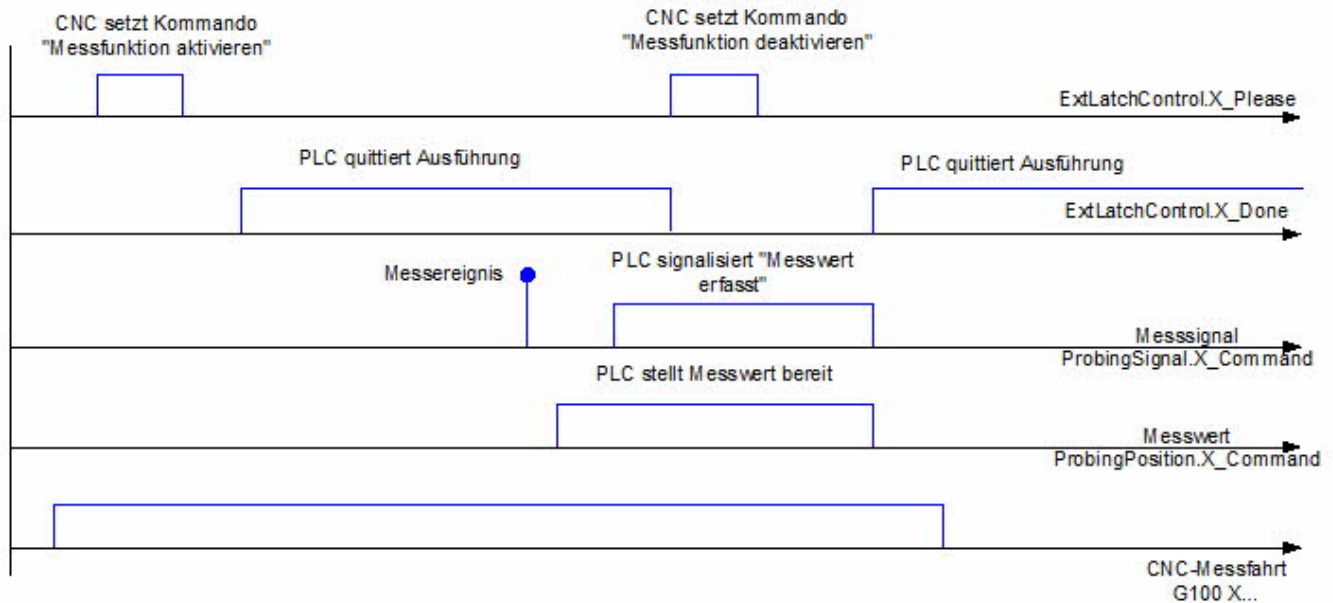 CNC setzt Kommando
"Messfunktion aktivieren"
CNC setzt Kommando
"Messfunktion deaktivieren"
ExtLatchControl.X_Please
PLC quittiert Ausführung
PLC quittiert Ausführung
ExtLatchControl.X_Done
Messereignis
PLC signalisiert "Messwert
erfasst"
Messsignal
ProbingSignal.X_Command
PLC stellt Messwert bereit
Messwert
ProbingPosition.X_Command
CNC-Messfahrt
G100 X...